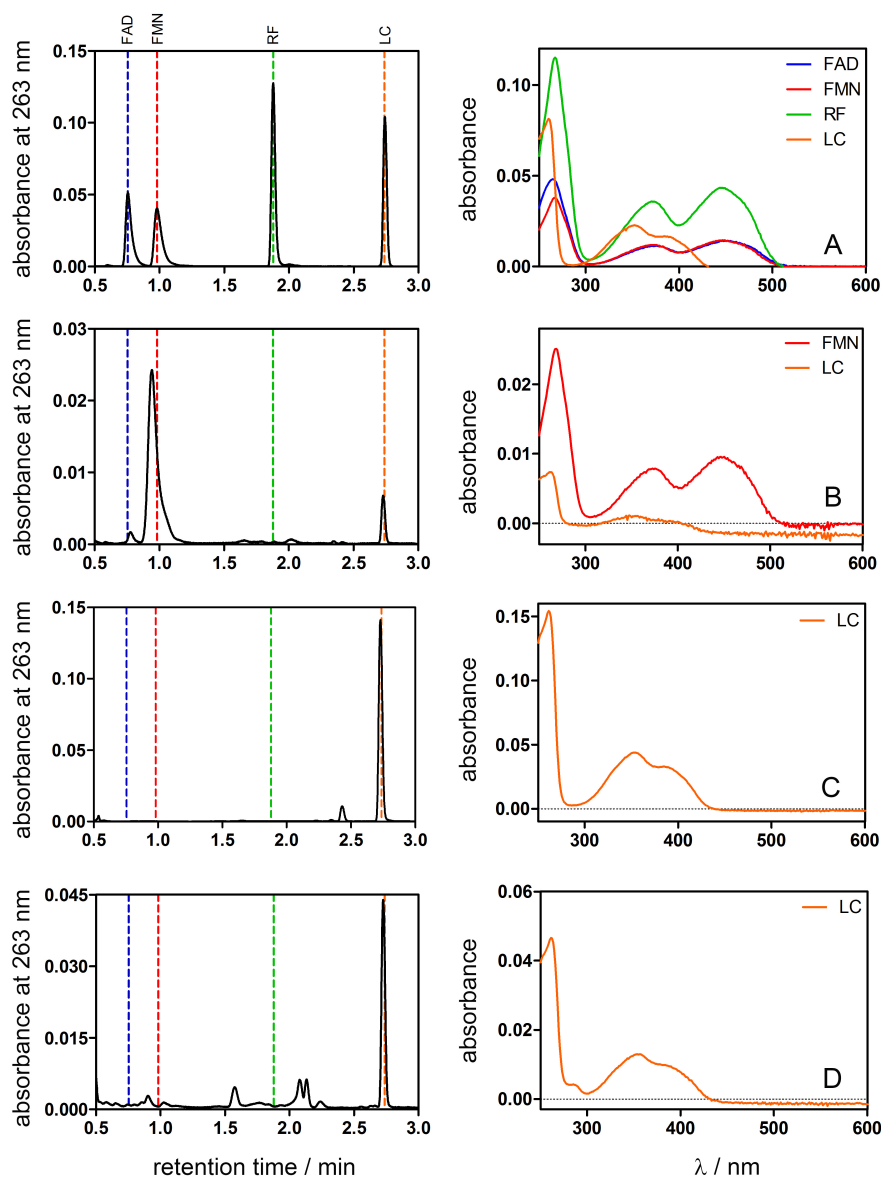 FAD FMN RF LC
absorbance at 263 nm
0.15
0.10
0.05
0.00
0.5 1.0 1.5 2.0 2.5 3.0
absorbance
0.10
0.05
0.00
300 400 500 600
FAD
FMN
RF
LC
A
absorbance at 263 nm
0.03
0.02
0.01
0.00
0.5 1.0 1.5 2.0 2.5 3.0
absorbance
0.02
0.01
0.00
300 400 500 600
FMN
LC
B
absorbance at 263 nm
0.15
0.10
0.05
0.00
0.5 1.0 1.5 2.0 2.5 3.0
absorbance
0.15
0.10
0.05
0.00
300 400 500 600
LC
C
absorbance at 263 nm
0.045
0.030
0.015
0.000
0.5 1.0 1.5 2.0 2.5 3.0
retention time / min
absorbance
0.06
0.04
0.02
0.00
300 400 500 600
LC
D
λ / nm